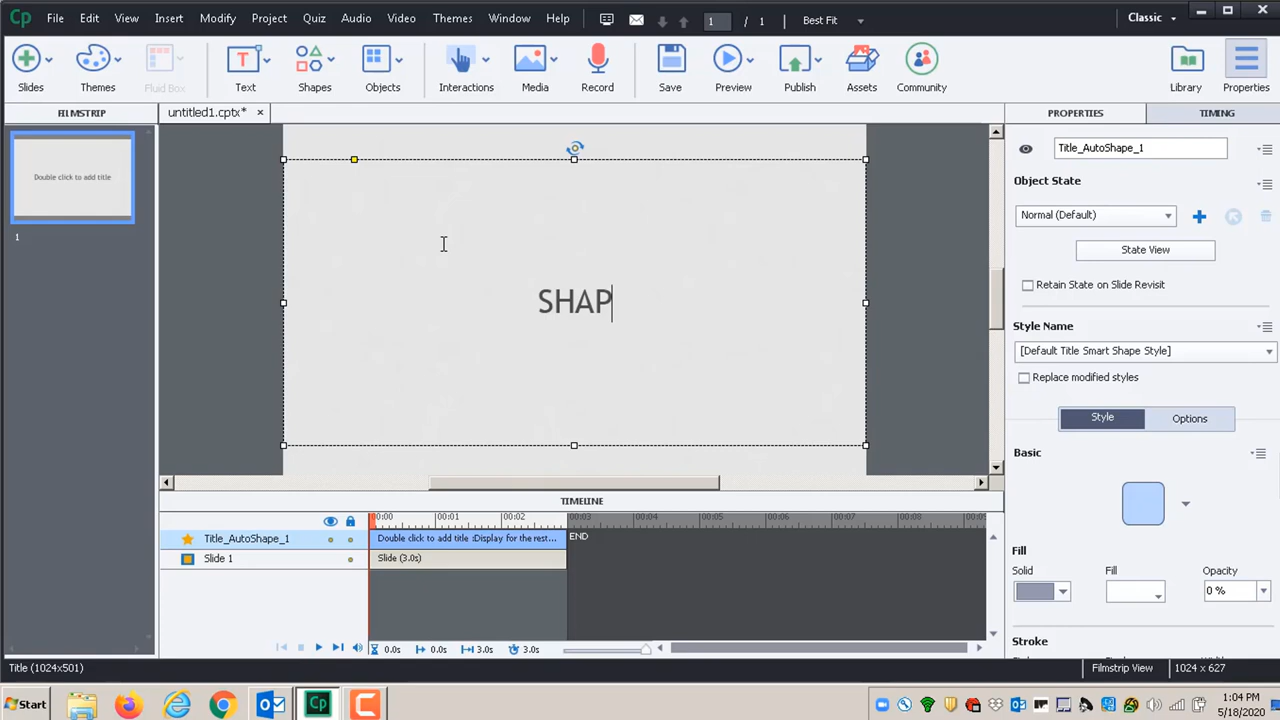 Cp File Edit View Insert Modify Project Quiz Audio Video Themes Window Help 1 / 1 Best Fit Classic
Slides Themes Fluid Box Text Shapes Objects Interactions Media Record Save Preview Publish Assets Community Library Properties
FILMSTRIP untitled1.cptx* × PROPERTIES TIMING
Title_AutoShape_1
Double click to add title
Object State
Normal (Default)
1
State View
Retain State on Slide Revisit
SHAP
Style Name
[Default Title Smart Shape Style]
Replace modified styles
Style Options
Basic
TIMELINE
00:00 00:01 00:02 00:03 00:04 00:05 00:06 00:07 00:08 00:09
Title_AutoShape_1 Double click to add title :Display for the rest... END
Slide 1 Slide (3.0s)
Fill
Solid Fill Opacity
0 %
Stroke
0.0s 0.0s 3.0s 3.0s
Title (1024x501) Filmstrip View 1024 x 627
Start Cp 1:04 PM
5/18/2020